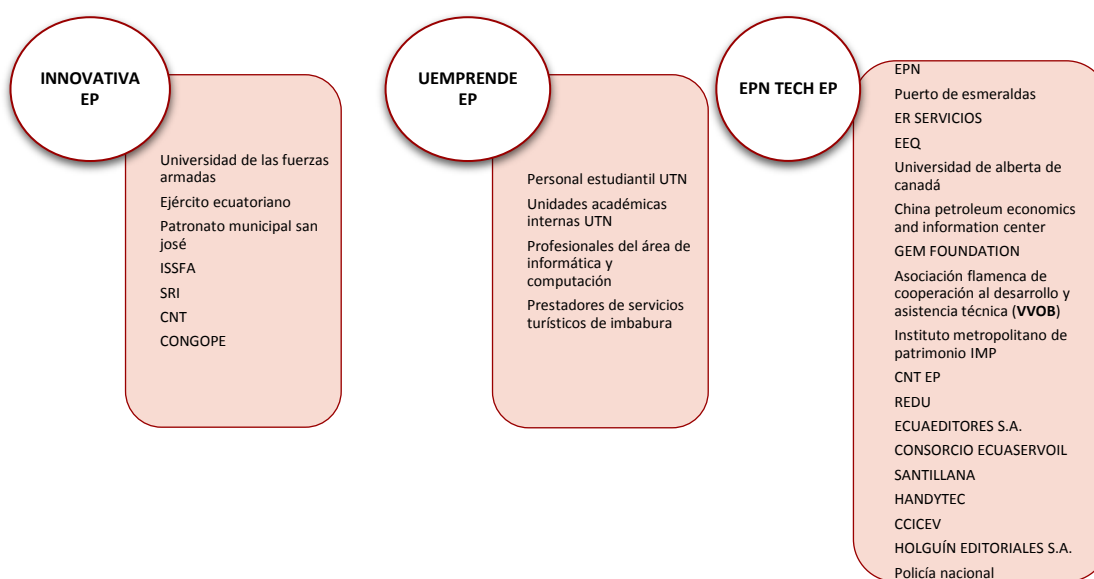 INNOVATIVA
EP
Universidad de las fuerzas
armadas
Ejército ecuatoriano
Patronato municipal san
josé
ISSFA
SRI
CNT
CONGOPE
UEMPRENDE
EP
Personal estudiantil UTN
Unidades académicas
internas UTN
Profesionales del área de
informática y
computación
Prestadores de servicios
turísticos de imbabura
EPN TECH EP
EPN
Puerto de esmeraldas
ER SERVICIOS
EEQ
Universidad de alberta de
canadá
China petroleum economics
and information center
GEM FOUNDATION
Asociación flamenca de
cooperación al desarrollo y
asistencia técnica (VVOB)
Instituto metropolitano de
patrimonio IMP
CNT EP
REDU
ECUAEDITORES S.A.
CONSORCIO ECUASERVOIL
SANTILLANA
HANDYTEC
CCICEV
HOLGUÍN EDITORIALES S.A.
Policía nacional